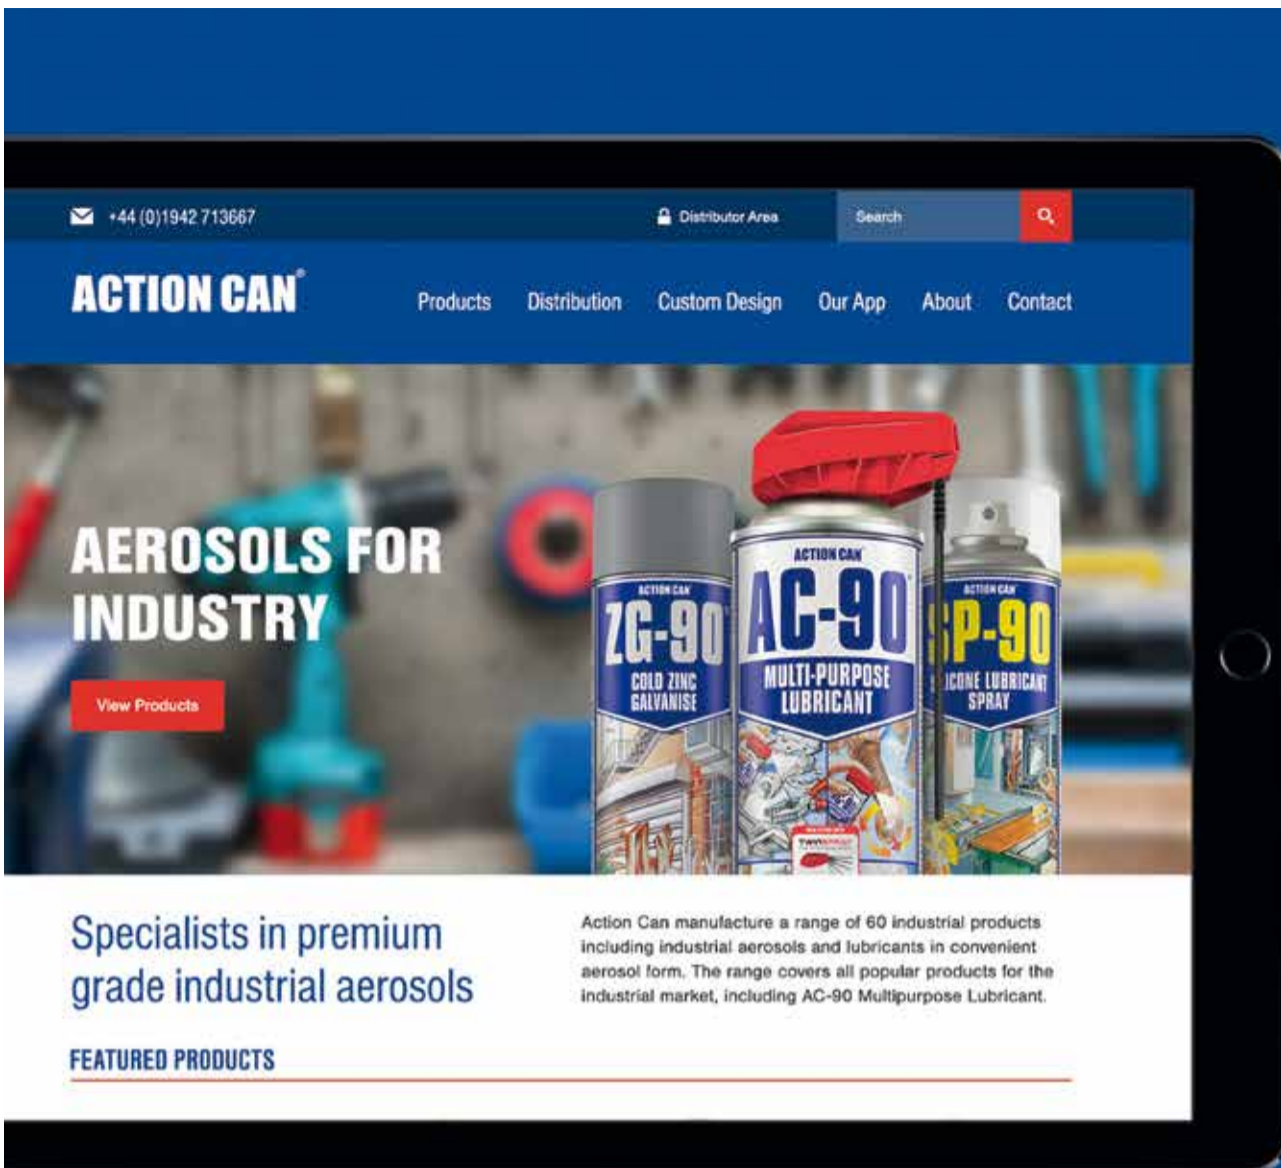 +44 (0)1942 713667
Distributor Area
Search
ACTION CAN®
Products
Distribution
Custom Design
Our App
About
Contact
AEROSOLS FOR
INDUSTRY
View Products
ACTION CAN
ZG-90
COLD ZINC
GALVANISE
ACTION CAN
AC-90
MULTI-PURPOSE
LUBRICANT
TWINSPRAY
ACTION CAN
SP-90
LUBRICANT
SPRAY
Specialists in premium
grade industrial aerosols
Action Can manufacture a range of 60 industrial products
including industrial aerosols and lubricants in convenient
aerosol form. The range covers all popular products for the
industrial market, including AC-90 Multipurpose Lubricant.
FEATURED PRODUCTS